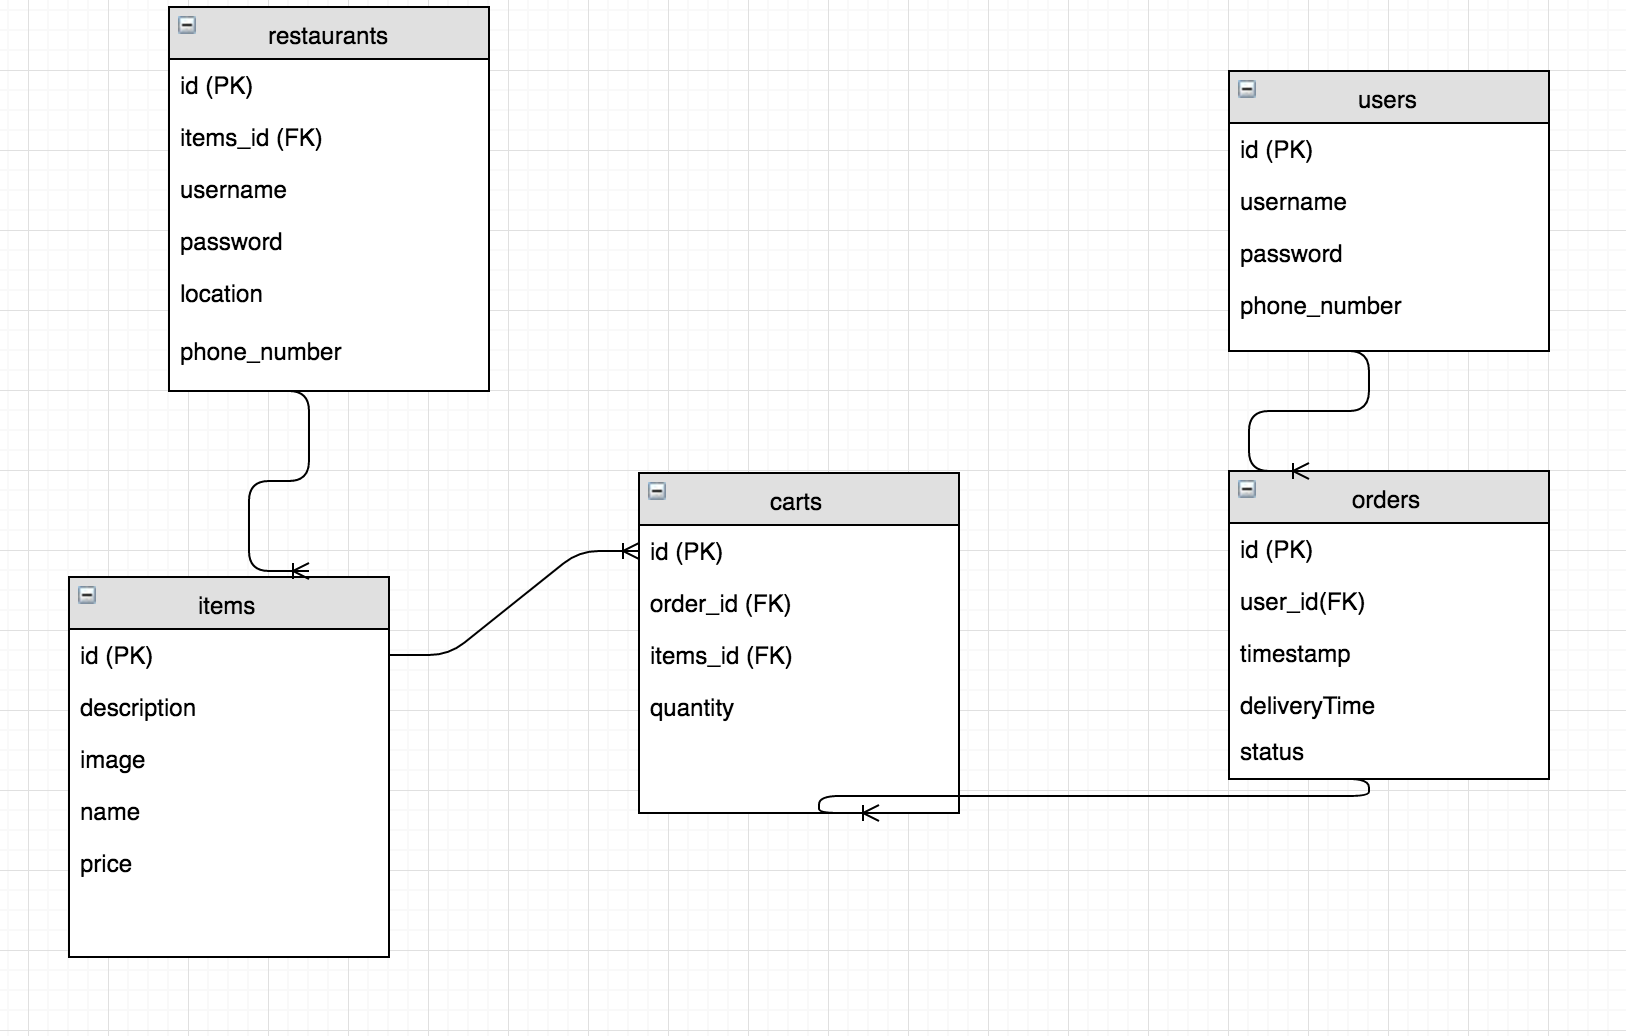 restaurants
id (PK)
items_id (FK)
username
password
location
phone_number
users
id (PK)
username
password
phone_number
items
id (PK)
description
image
name
price
carts
id (PK)
order_id (FK)
items_id (FK)
quantity
orders
id (PK)
user_id(FK)
timestamp
deliveryTime
status